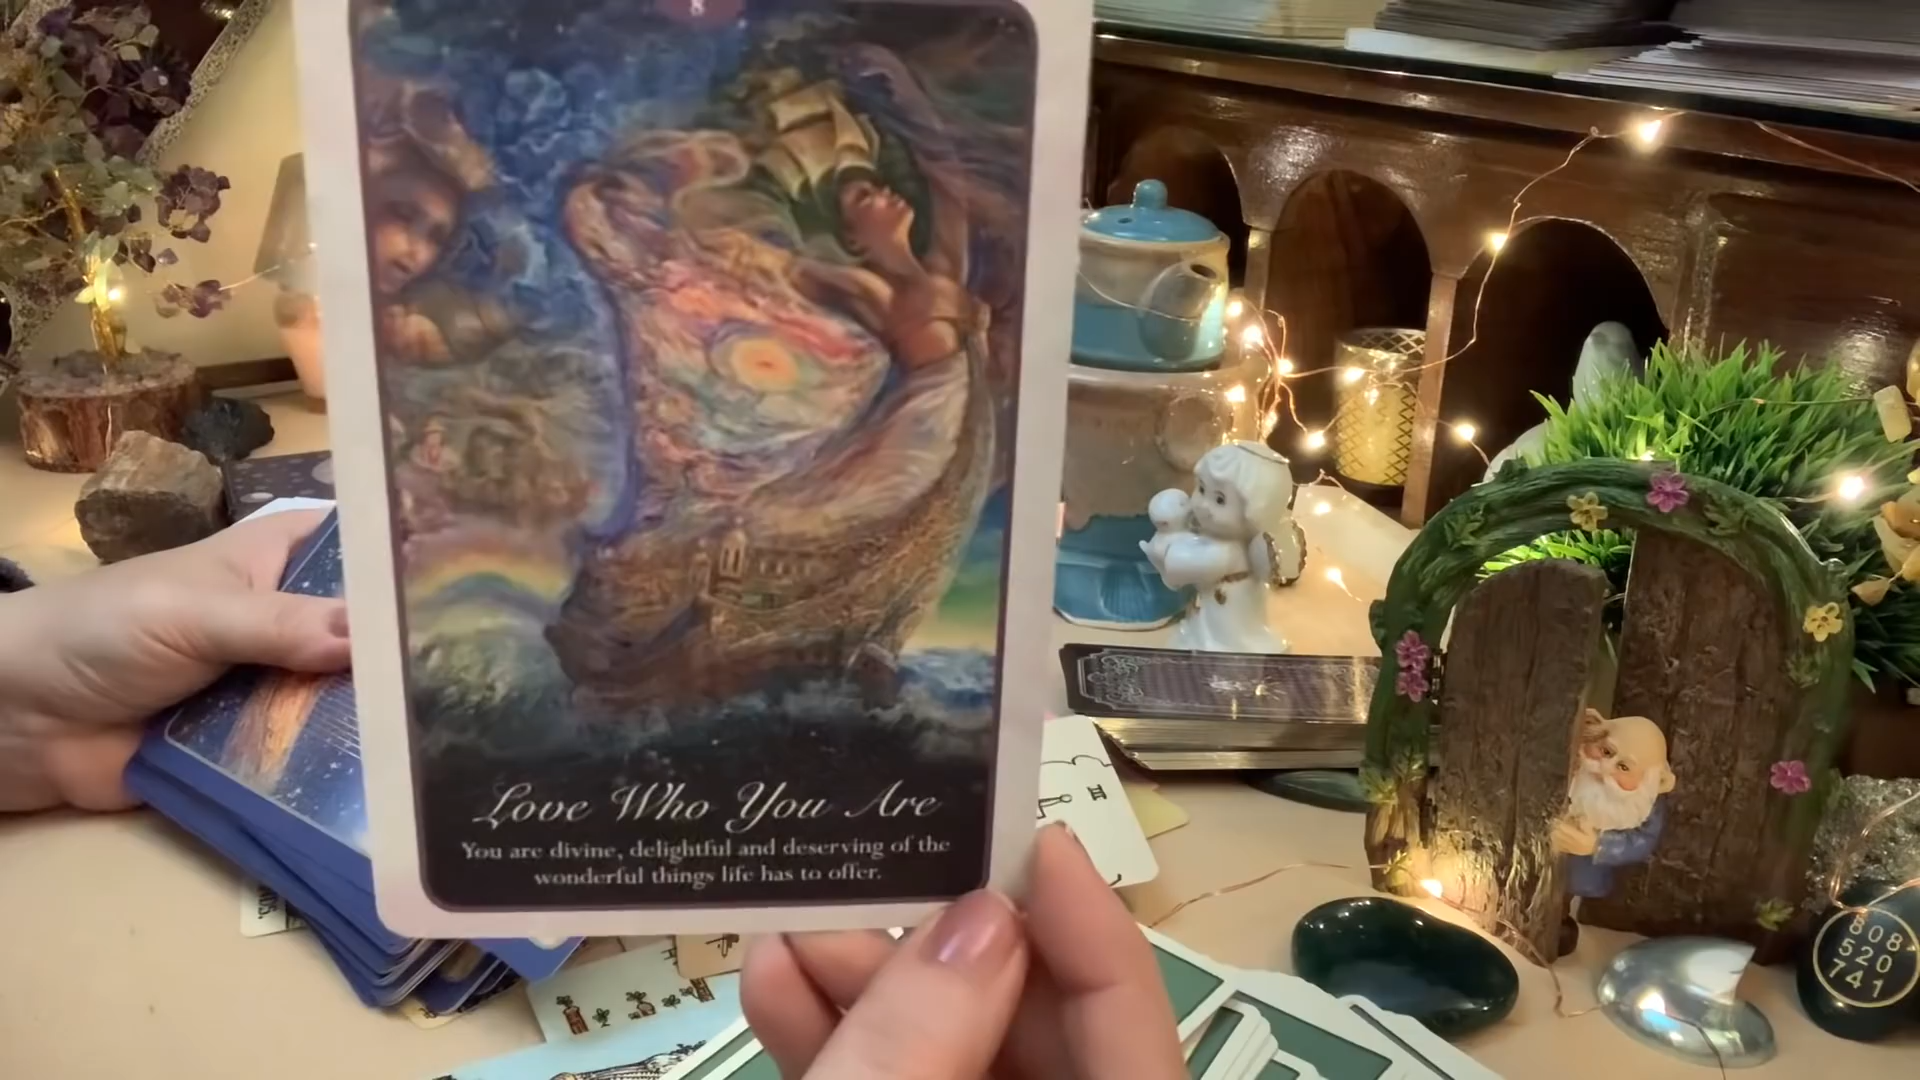 8
Love Who You Are
You are divine, delightful and deserving of the
wonderful things life has to offer.
808
520
741